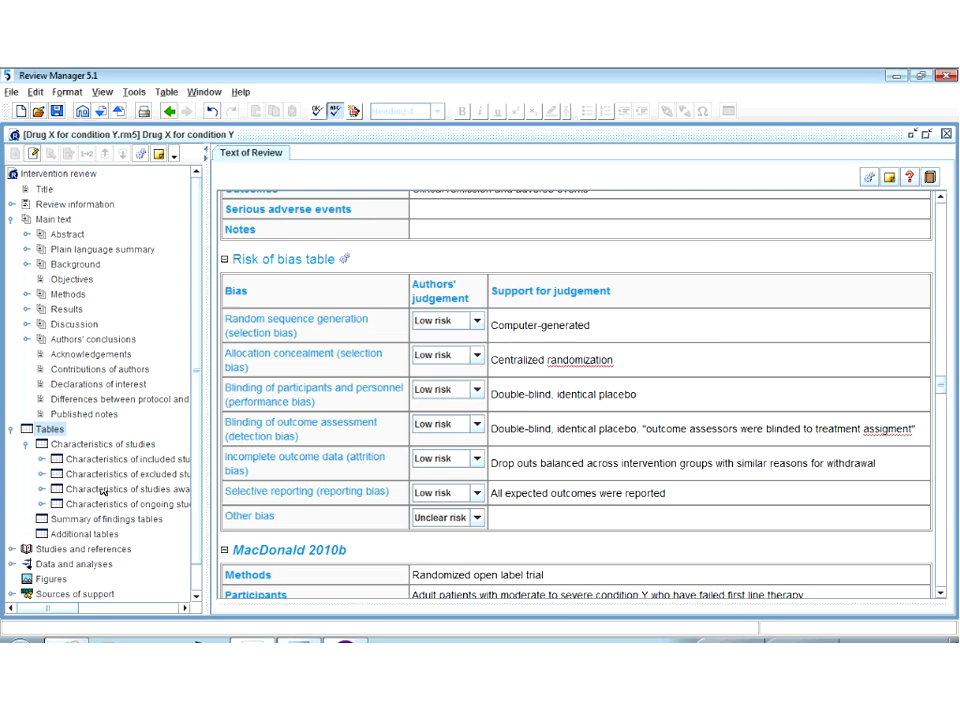 Review Manager 5.1
File Edit Format View Tools Table Window Help
Heading 1
[Drug X for condition Y.rm5] Drug X for condition Y
Text of Review
Intervention review
Title
Review information
Main text
Abstract
Plain language summary
Background
Objectives
Methods
Results
Discussion
Authors' conclusions
Acknowledgements
Contributions of authors
Declarations of interest
Differences between protocol and
Published notes
Tables
Characteristics of studies
Characteristics of included stu
Characteristics of excluded stu
Characteristics of studies awa
Characteristics of ongoing stu
Summary of findings tables
Additional tables
Studies and references
Data and analyses
Figures
Sources of support
Outcomes Clinical remission and adverse events
Serious adverse events
Notes
Risk of bias table
Bias Authors' judgement Support for judgement
Random sequence generation (selection bias) Low risk Computer-generated
Allocation concealment (selection bias) Low risk Centralized randomization
Blinding of participants and personnel (performance bias) Low risk Double-blind, identical placebo
Blinding of outcome assessment (detection bias) Low risk Double-blind, identical placebo, "outcome assessors were blinded to treatment assigment"
Incomplete outcome data (attrition bias) Low risk Drop outs balanced across intervention groups with similar reasons for withdrawal
Selective reporting (reporting bias) Low risk All expected outcomes were reported
Other bias Unclear risk
MacDonald 2010b
Methods Randomized open label trial
Participants Adult patients with moderate to severe condition Y who have failed first line therapy